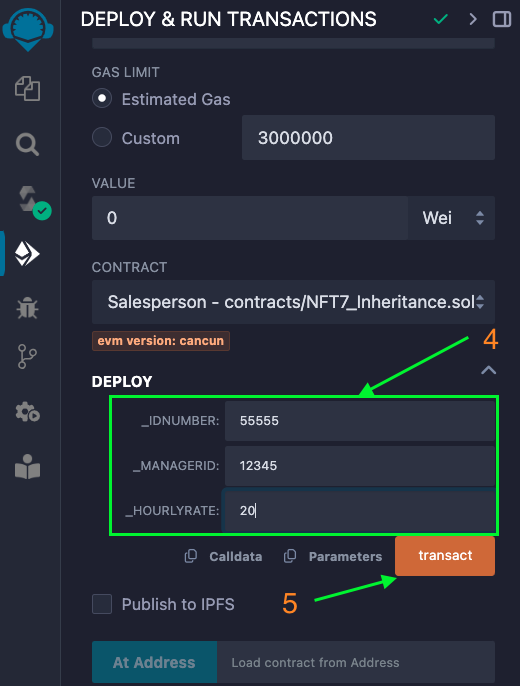 DEPLOY & RUN TRANSACTIONS
GAS LIMIT
Estimated Gas
Custom 3000000
VALUE
0 Wei
CONTRACT
Salesperson - contracts/NFT7_Inheritance.sol
evm version: cancun
4
DEPLOY
_IDNUMBER: 55555
_MANAGERID: 12345
_HOURLYRATE: 20
Calldata Parameters transact
Publish to IPFS 5
At Address Load contract from Address